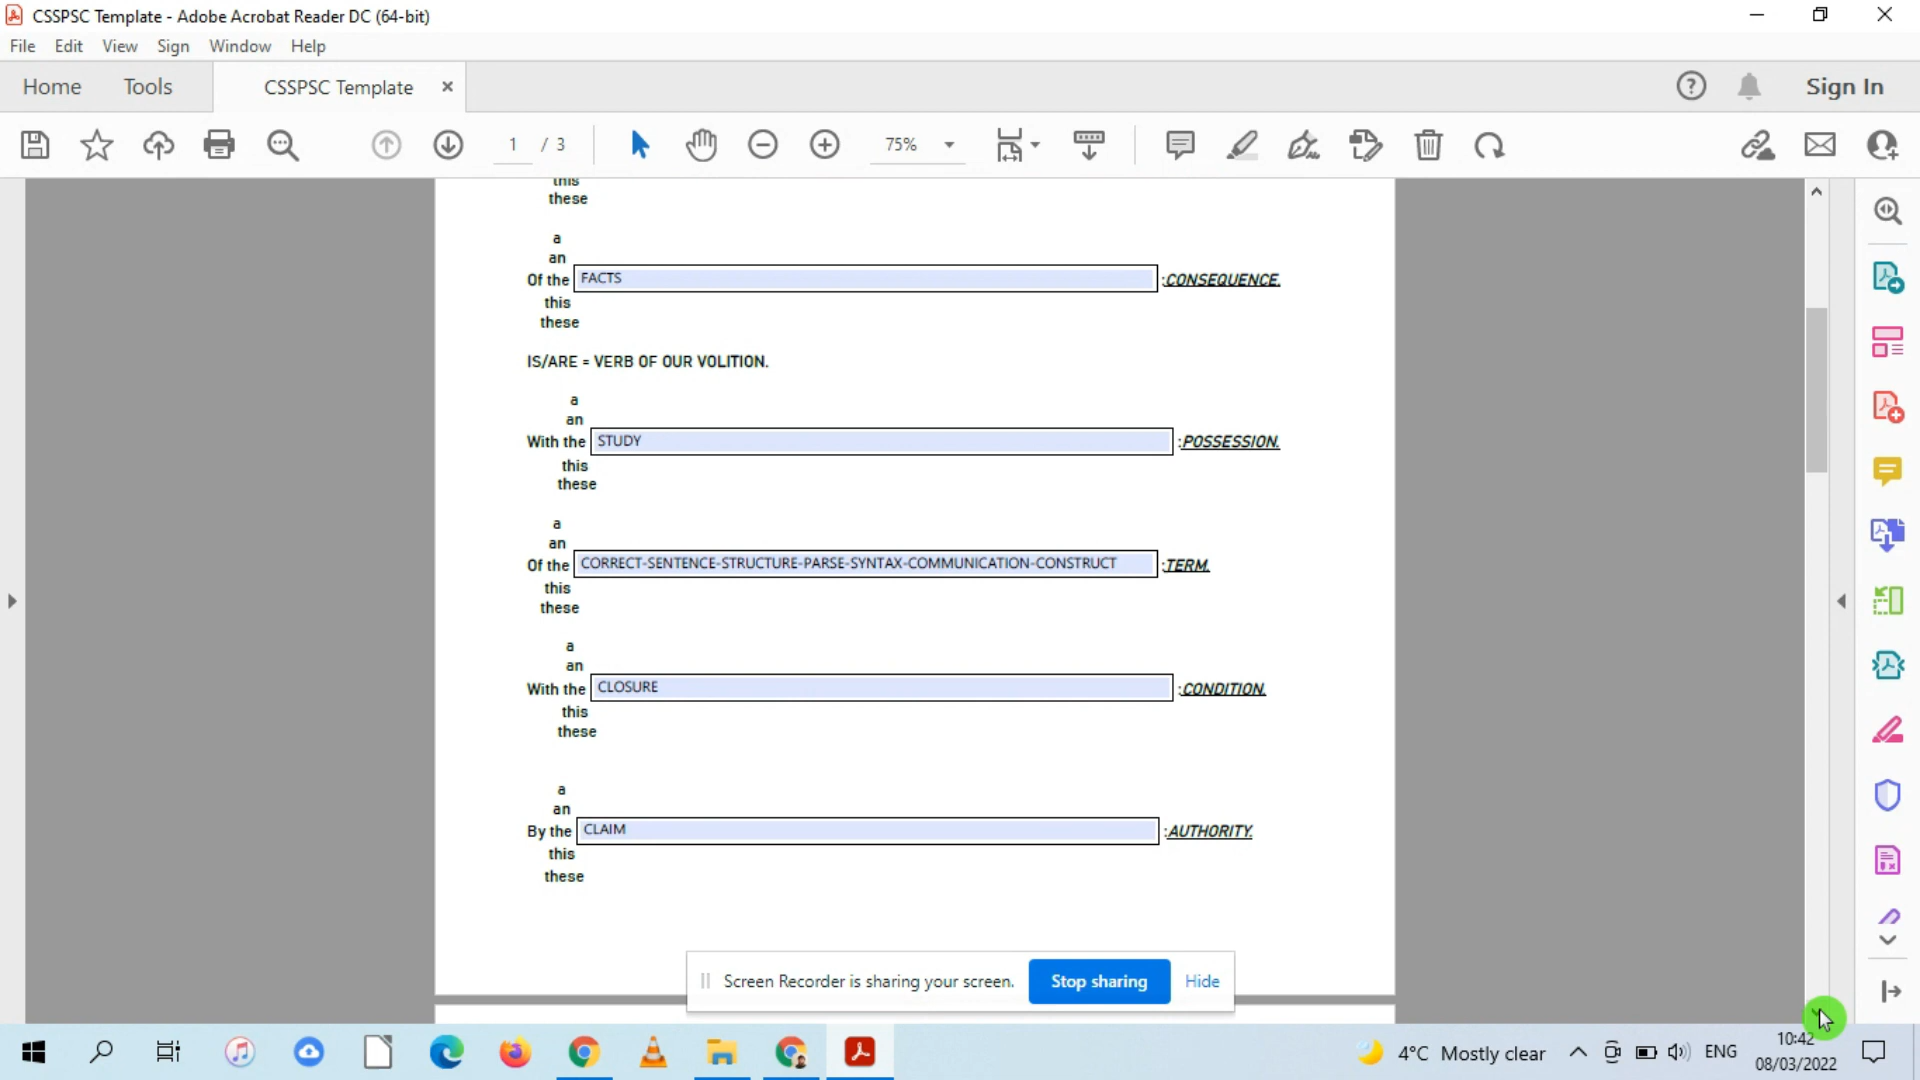 CSSPSC Template - Adobe Acrobat Reader DC (64-bit)
File Edit View Sign Window Help
Home Tools CSSPSC Template × Sign In
1 / 3 75%
this
these
a
an
Of the FACTS :CONSEQUENCE.
this
these
IS/ARE = VERB OF OUR VOLITION.
a
an
With the STUDY :POSSESSION.
this
these
a
an
Of the CORRECT-SENTENCE-STRUCTURE-PARSE-SYNTAX-COMMUNICATION-CONSTRUCT :TERM.
this
these
a
an
With the CLOSURE :CONDITION.
this
these
a
an
By the CLAIM :AUTHORITY.
this
these
Screen Recorder is sharing your screen. Stop sharing Hide
4°C Mostly clear ENG 10:42
08/03/2022